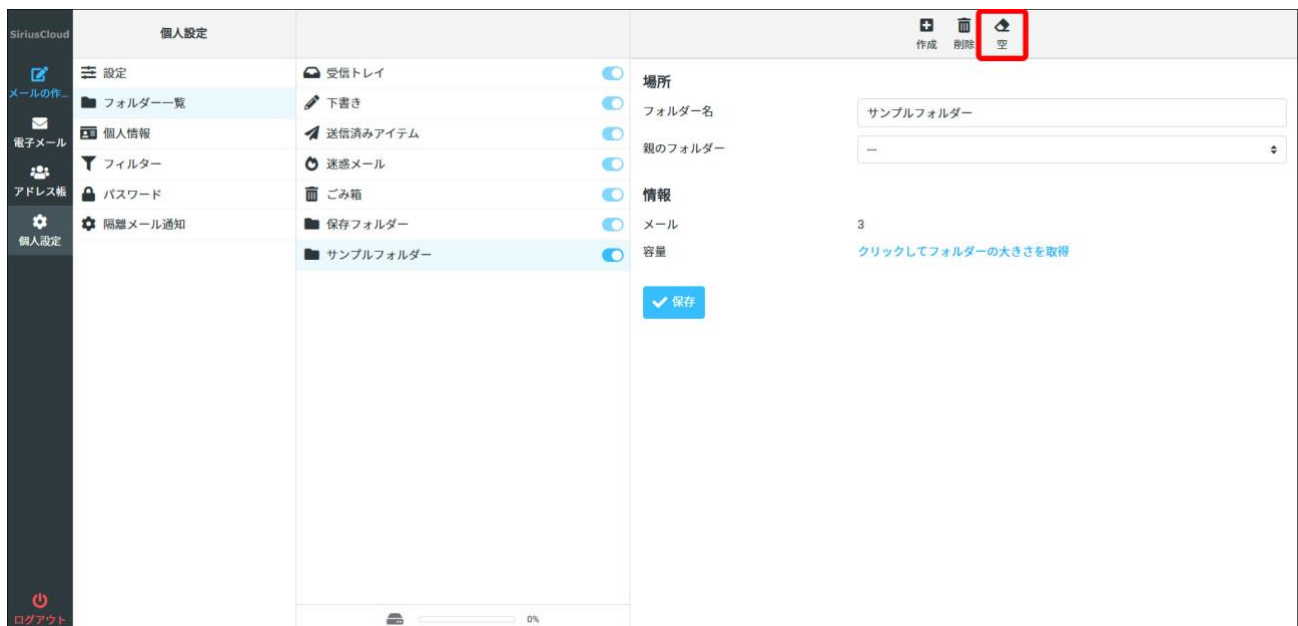 SiriusCloud
メールの作...
電子メール
アドレス帳
個人設定
ログアウト
個人設定
設定
フォルダー一覧
個人情報
フィルター
パスワード
隔離メール通知
受信トレイ
下書き
送信済みアイテム
迷惑メール
ごみ箱
保存フォルダー
サンプルフォルダー
0%
作成 削除 空
場所
フォルダー名 サンプルフォルダー
親のフォルダー ---
情報
メール 3
容量 クリックしてフォルダーの大きさを取得
保存